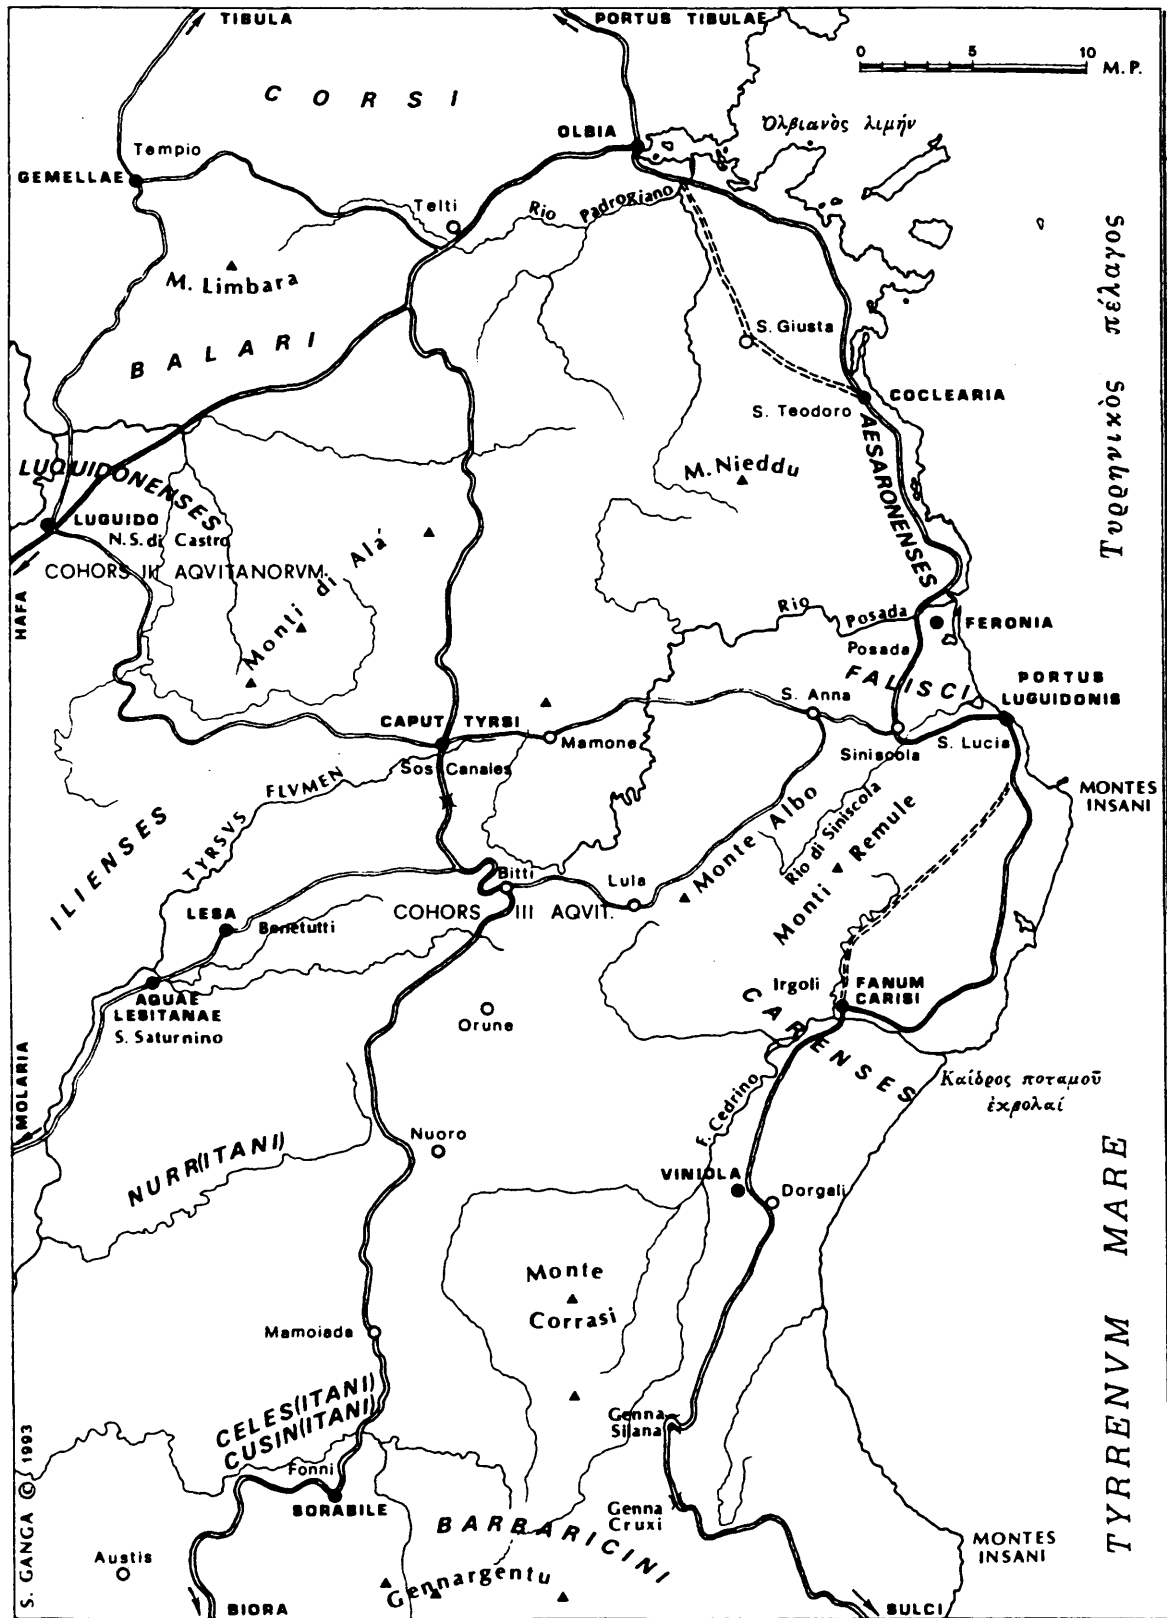 TIBULA
PORTUS TIBULAE
0 5 10 M.P.
CORSI
Ὀλβιανὸς λιμήν
OLBIA
Tempio
GEMELLAE
Telti
Rio Padrogiano
M. Limbara
Τυρρηνικὸς πέλαγος
S. Giusta
BALARI
COCLEARIA
S. Teodoro
AESARONENSES
LUQUIDONENSES
M. Nieddu
LUGUIDO
N.S. di Castro
COHORS III AQVITANORVM
Monti di Alá
HAFA
Rio Posada
FERONIA
Posada
FALISCI
PORTUS
LUGUIDONIS
S. Anna
CAPUT TYRSI
Mamone
Siniscola
S. Lucia
Sos Canales
TYRSVS FLVMEN
MONTES
INSANI
ILIENSES
Monte Albo
Rio di Siniscola
Monti Remule
Bitti
Lula
LESA
Benetutti
COHORS III AQVIT.
Irgoli
FANUM
CARISI
AQUAE
LESITANAE
S. Saturnino
Orune
CARENSES
MOLARIA
Καίδρος ποταμοῦ
ἐκβολαί
F. Cedrino
Nuoro
NURR(ITANI)
VINIOLA
Dorgali
TYRRENVM MARE
Monte
Corrasi
Mamoiada
CELES(ITANI)
CUSIN(ITANI)
Genna
Silana
Fonni
SORABILE
Genna
Cruxi
BARBARICINI
MONTES
INSANI
Austis
Gennargentu
S. GANGA © 1993
BIORA
SULCI